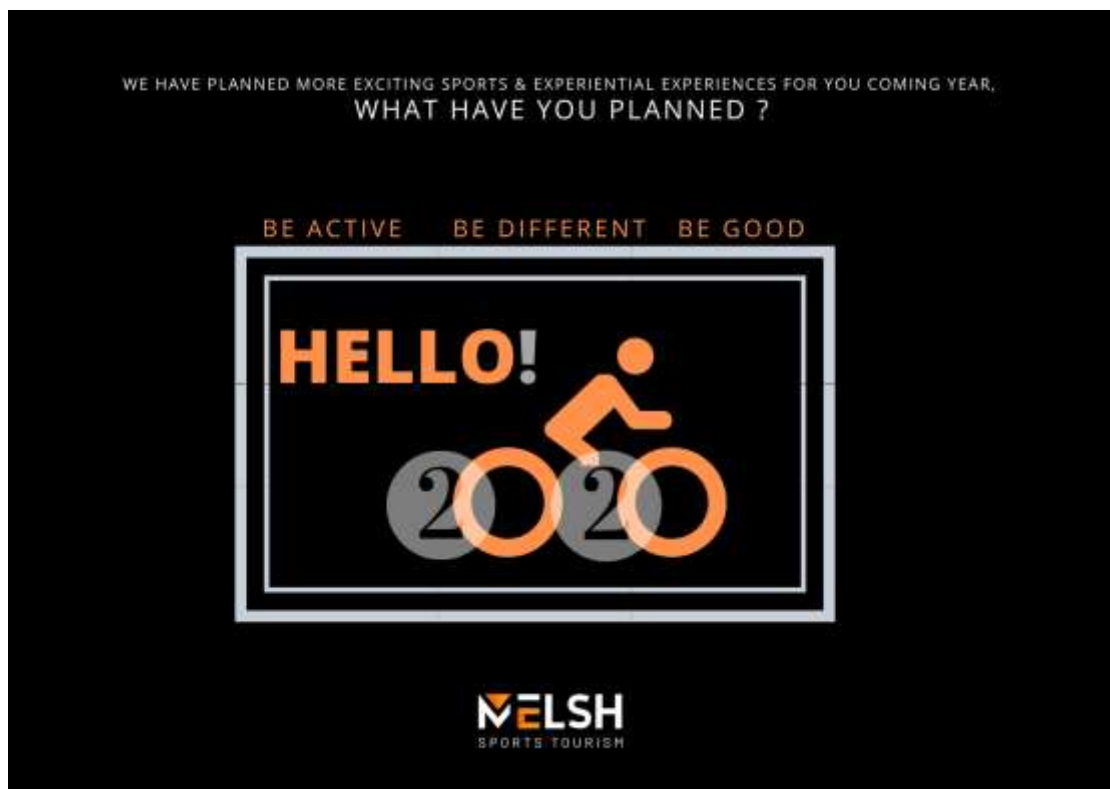 WE HAVE PLANNED MORE EXCITING SPORTS & EXPERIENTIAL EXPERIENCES FOR YOU COMING YEAR,
WHAT HAVE YOU PLANNED ?
BE ACTIVE BE DIFFERENT BE GOOD
HELLO!
2020
MELSH
SPORTS TOURISM